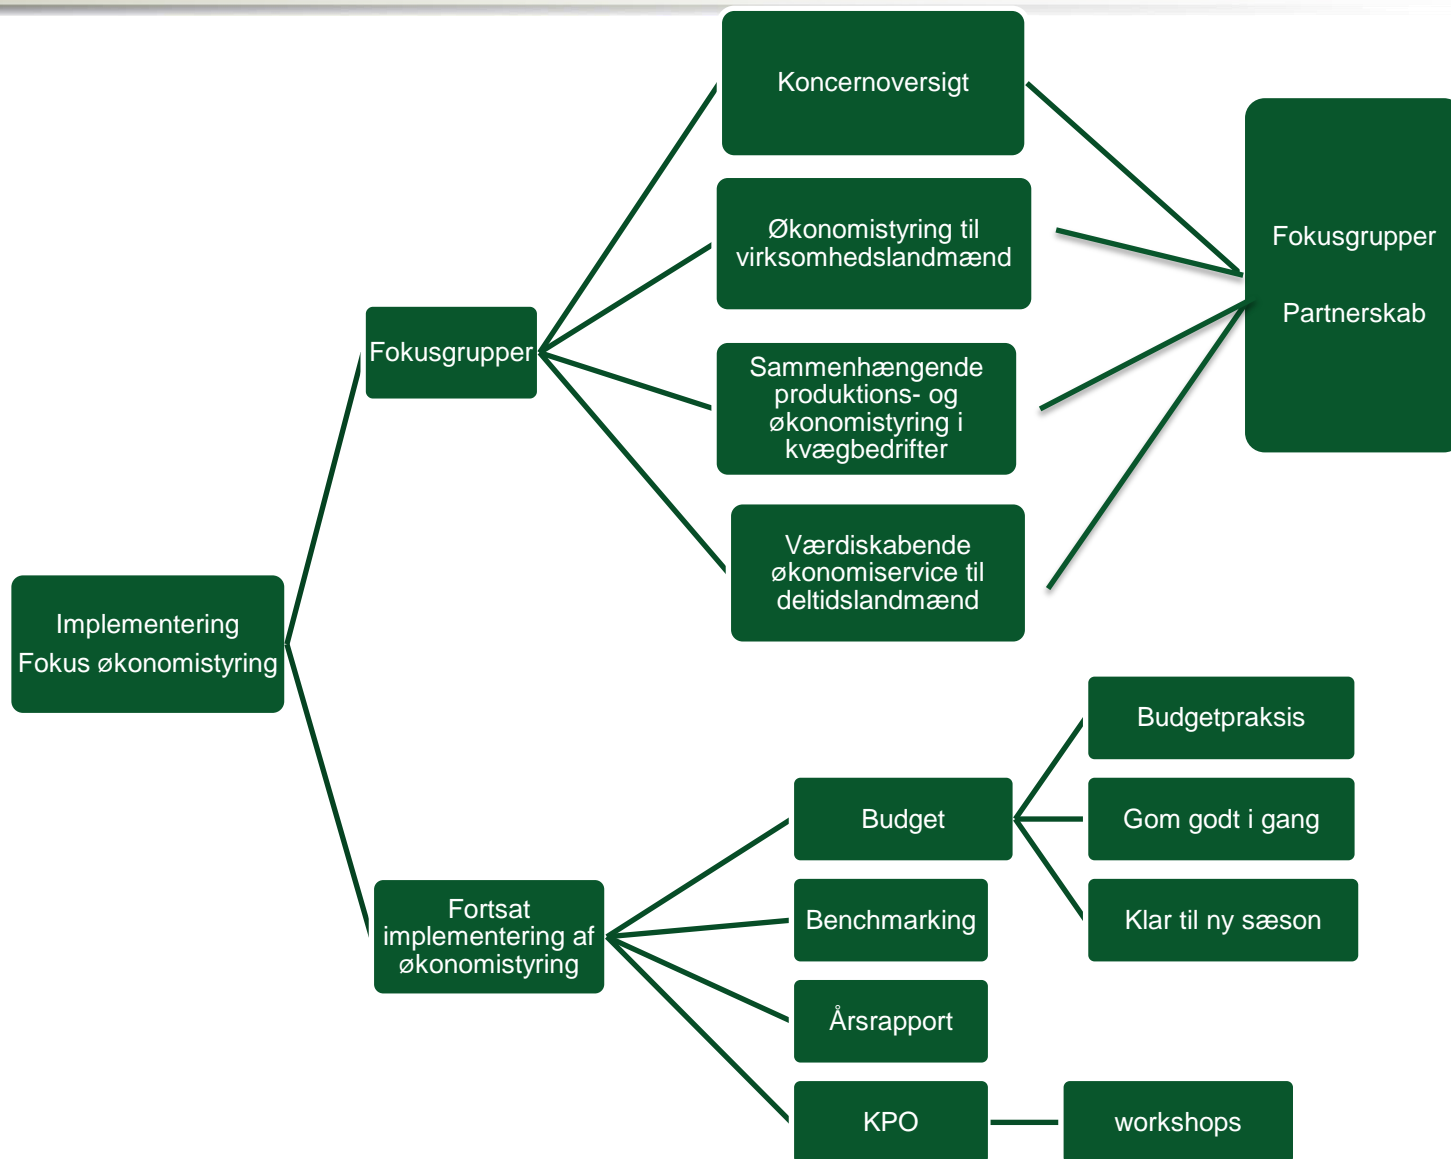 Implementering
Fokus økonomistyring
Fokusgrupper
Koncernoversigt
Økonomistyring til
virksomhedslandmænd
Sammenhængende
produktions- og
økonomistyring i
kvægbedrifter
Værdiskabende
økonomiservice til
deltidslandmænd
Fokusgrupper
Partnerskab
Fortsat
implementering af
økonomistyring
Budget
Budgetpraksis
Gom godt i gang
Klar til ny sæson
Benchmarking
Årsrapport
KPO
workshops